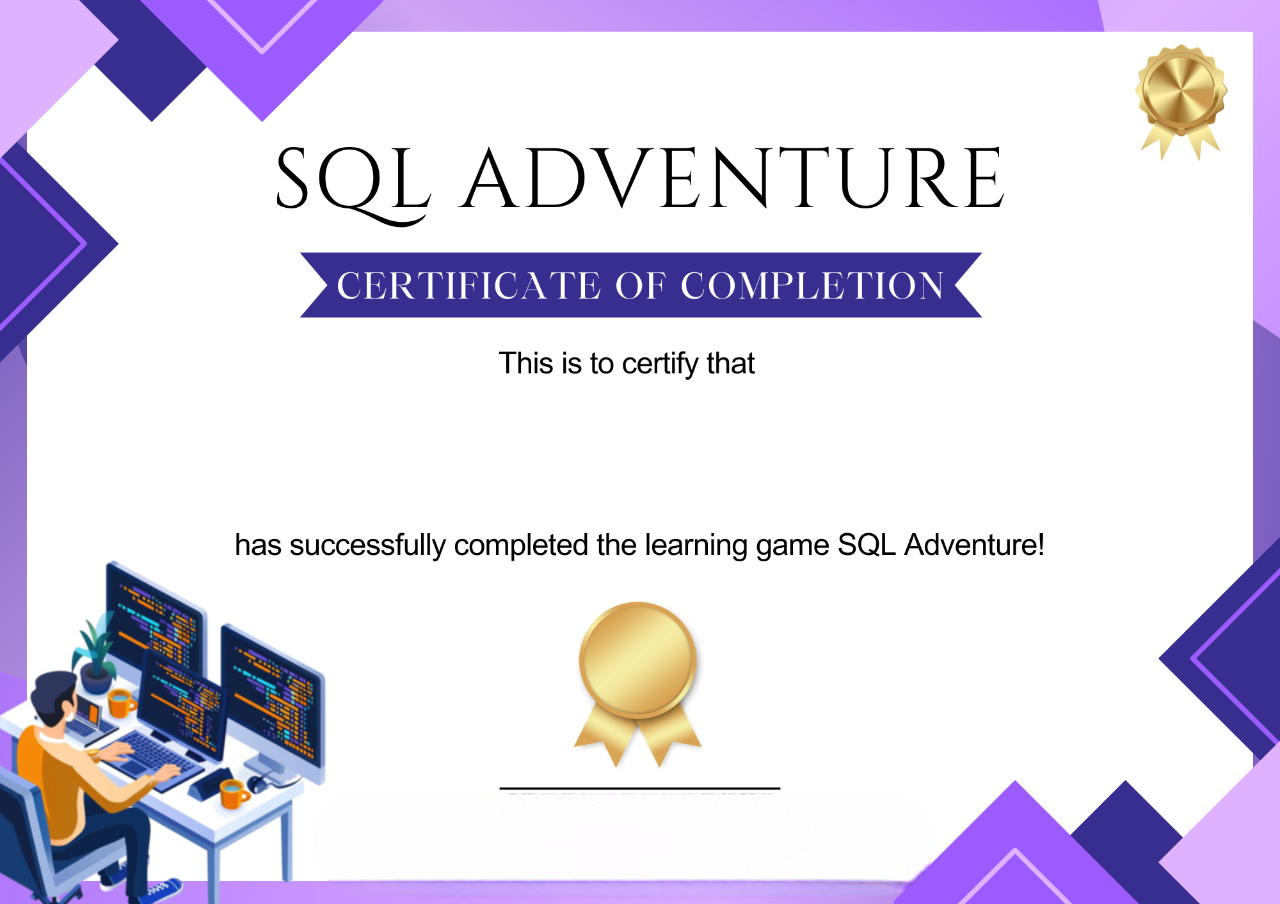 SQL ADVENTURE
CERTIFICATE OF COMPLETION
This is to certify that
has successfully completed the learning game SQL Adventure!